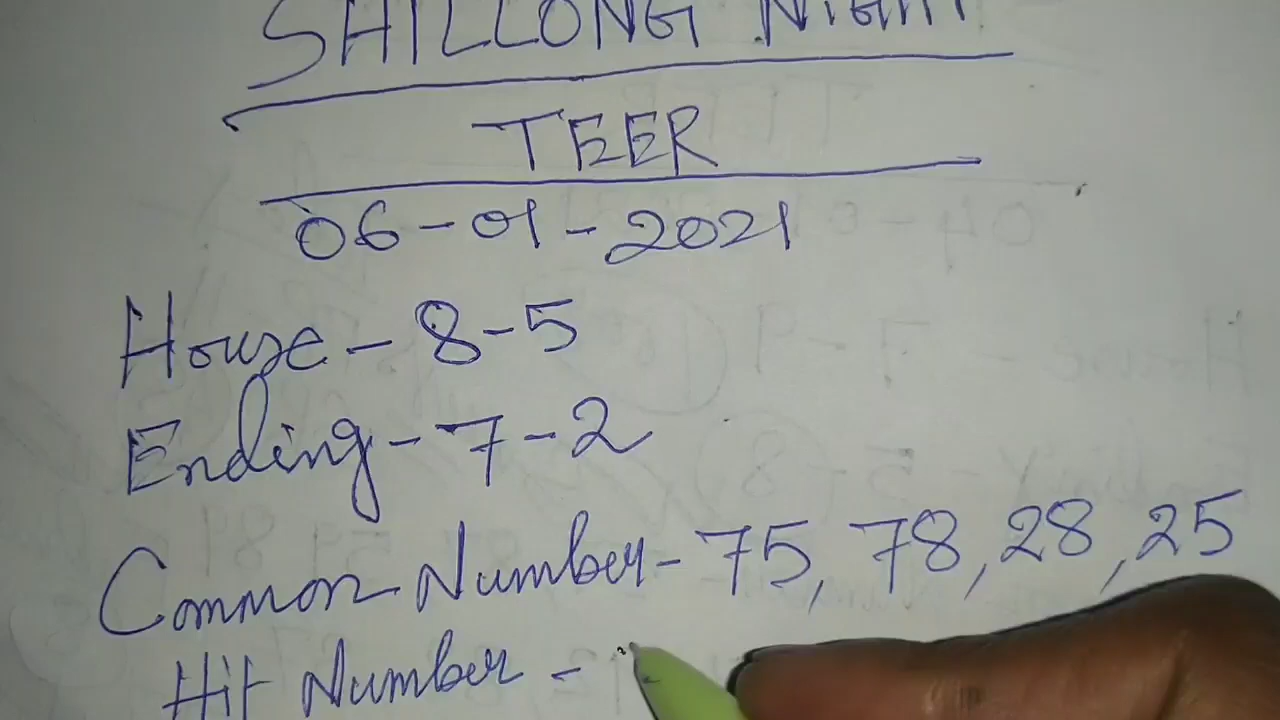 SHILLONG NIGHT
TEER
06-01-2021
House - 8-5
Ending - 7-2
Common Number - 75, 78, 28, 25
Hit Number -